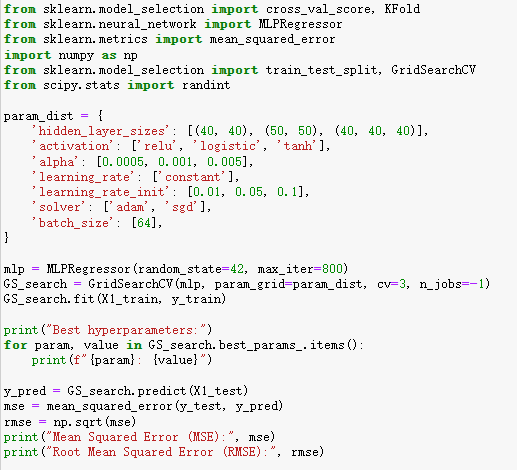 from sklearn.model_selection import cross_val_score, KFold
from sklearn.neural_network import MLPRegressor
from sklearn.metrics import mean_squared_error
import numpy as np
from sklearn.model_selection import train_test_split, GridSearchCV
from scipy.stats import randint

param_dist = {
    'hidden_layer_sizes': [(40, 40), (50, 50), (40, 40, 40)],
    'activation': ['relu', 'logistic', 'tanh'],
    'alpha': [0.0005, 0.001, 0.005],
    'learning_rate': ['constant'],
    'learning_rate_init': [0.01, 0.05, 0.1],
    'solver': ['adam', 'sgd'],
    'batch_size': [64],
}

mlp = MLPRegressor(random_state=42, max_iter=800)
GS_search = GridSearchCV(mlp, param_grid=param_dist, cv=3, n_jobs=-1)
GS_search.fit(X1_train, y_train)

print("Best hyperparameters:")
for param, value in GS_search.best_params_.items():
    print(f"{param}: {value}")

y_pred = GS_search.predict(X1_test)
mse = mean_squared_error(y_test, y_pred)
rmse = np.sqrt(mse)
print("Mean Squared Error (MSE):", mse)
print("Root Mean Squared Error (RMSE):", rmse)